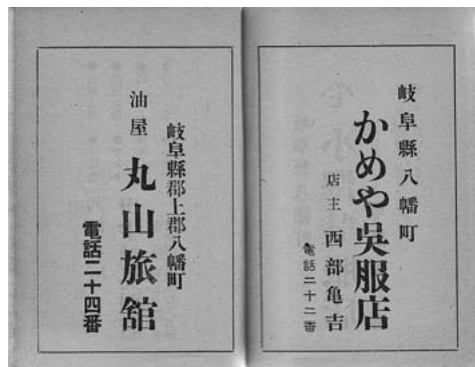 岐阜縣八幡町
かめや呉服店
店主 西部亀吉
電話二十二番
岐阜縣郡上郡八幡町
油屋 丸山旅舘
電話二十四番